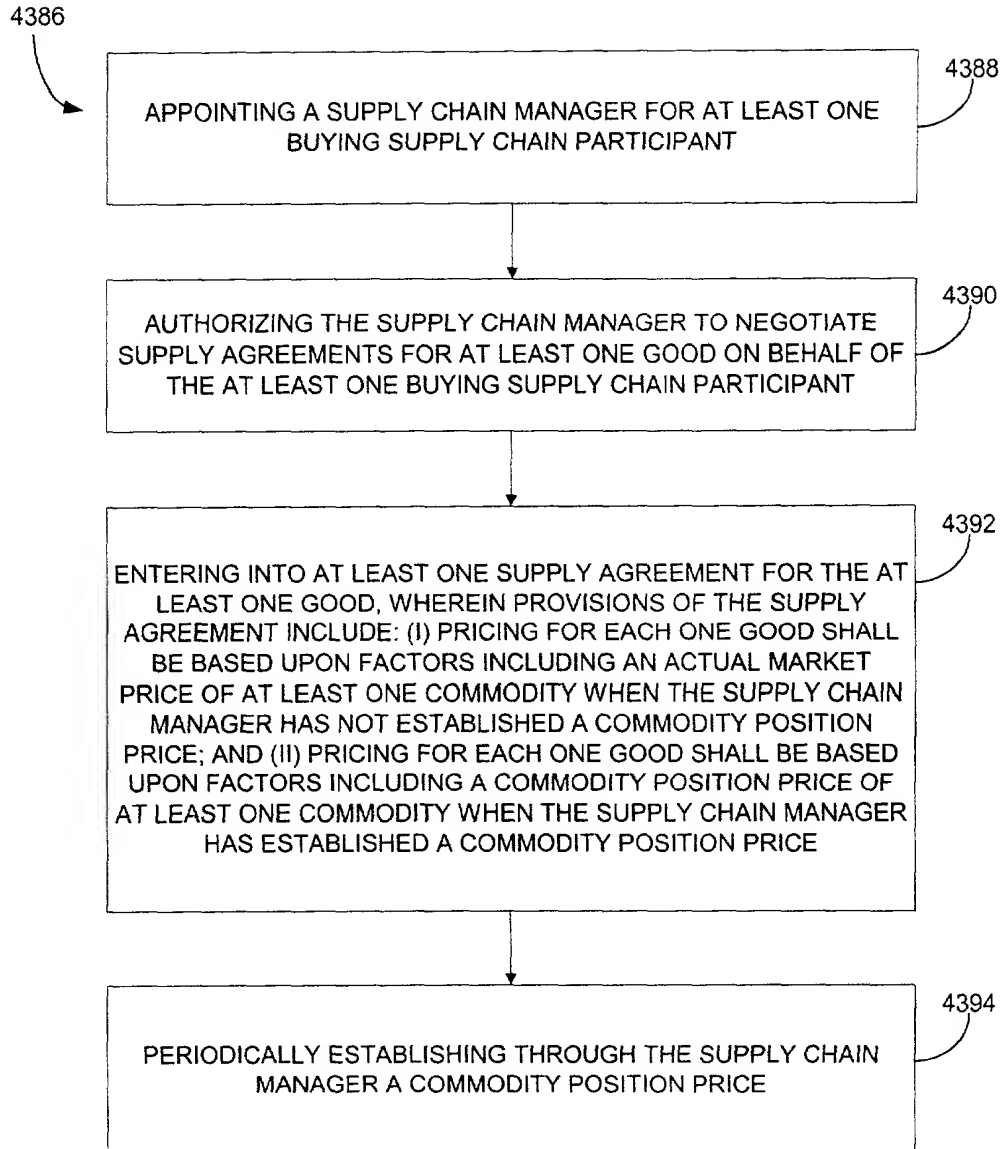 4386
4388
APPOINTING A SUPPLY CHAIN MANAGER FOR AT LEAST ONE
BUYING SUPPLY CHAIN PARTICIPANT
4390
AUTHORIZING THE SUPPLY CHAIN MANAGER TO NEGOTIATE
SUPPLY AGREEMENTS FOR AT LEAST ONE GOOD ON BEHALF OF
THE AT LEAST ONE BUYING SUPPLY CHAIN PARTICIPANT
4392
ENTERING INTO AT LEAST ONE SUPPLY AGREEMENT FOR THE AT
LEAST ONE GOOD, WHEREIN PROVISIONS OF THE SUPPLY
AGREEMENT INCLUDE: (I) PRICING FOR EACH ONE GOOD SHALL
BE BASED UPON FACTORS INCLUDING AN ACTUAL MARKET
PRICE OF AT LEAST ONE COMMODITY WHEN THE SUPPLY CHAIN
MANAGER HAS NOT ESTABLISHED A COMMODITY POSITION
PRICE; AND (II) PRICING FOR EACH ONE GOOD SHALL BE BASED
UPON FACTORS INCLUDING A COMMODITY POSITION PRICE OF
AT LEAST ONE COMMODITY WHEN THE SUPPLY CHAIN MANAGER
HAS ESTABLISHED A COMMODITY POSITION PRICE
4394
PERIODICALLY ESTABLISHING THROUGH THE SUPPLY CHAIN
MANAGER A COMMODITY POSITION PRICE